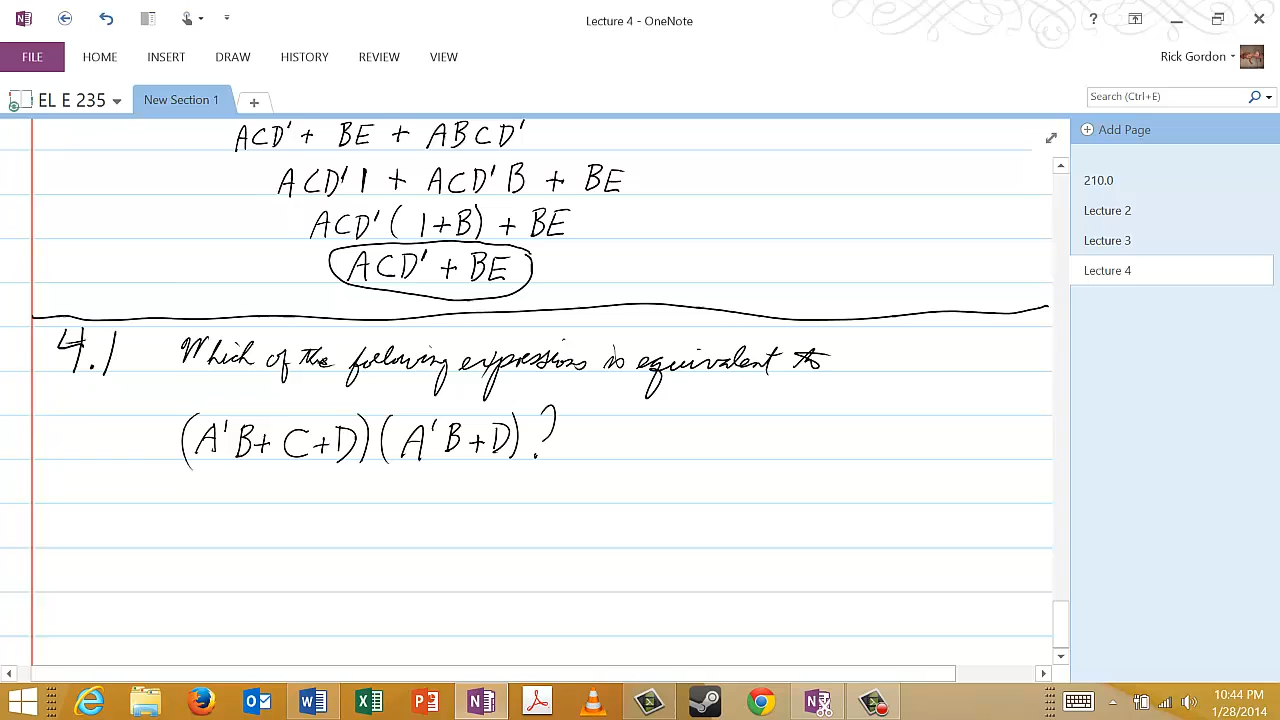 Lecture 4 - OneNote
?
FILE HOME INSERT DRAW HISTORY REVIEW VIEW
Rick Gordon
EL E 235
New Section 1
+
Search (Ctrl+E)
Add Page
210.0
Lecture 2
Lecture 3
Lecture 4
ACD' + BE + ABCD'
ACD'1 + ACD'B + BE
ACD'(1+B) + BE
ACD' + BE
4.1 Which of the following expressions is equivalent to
(A'B+C+D)(A'B+D)?
10:44 PM
1/28/2014